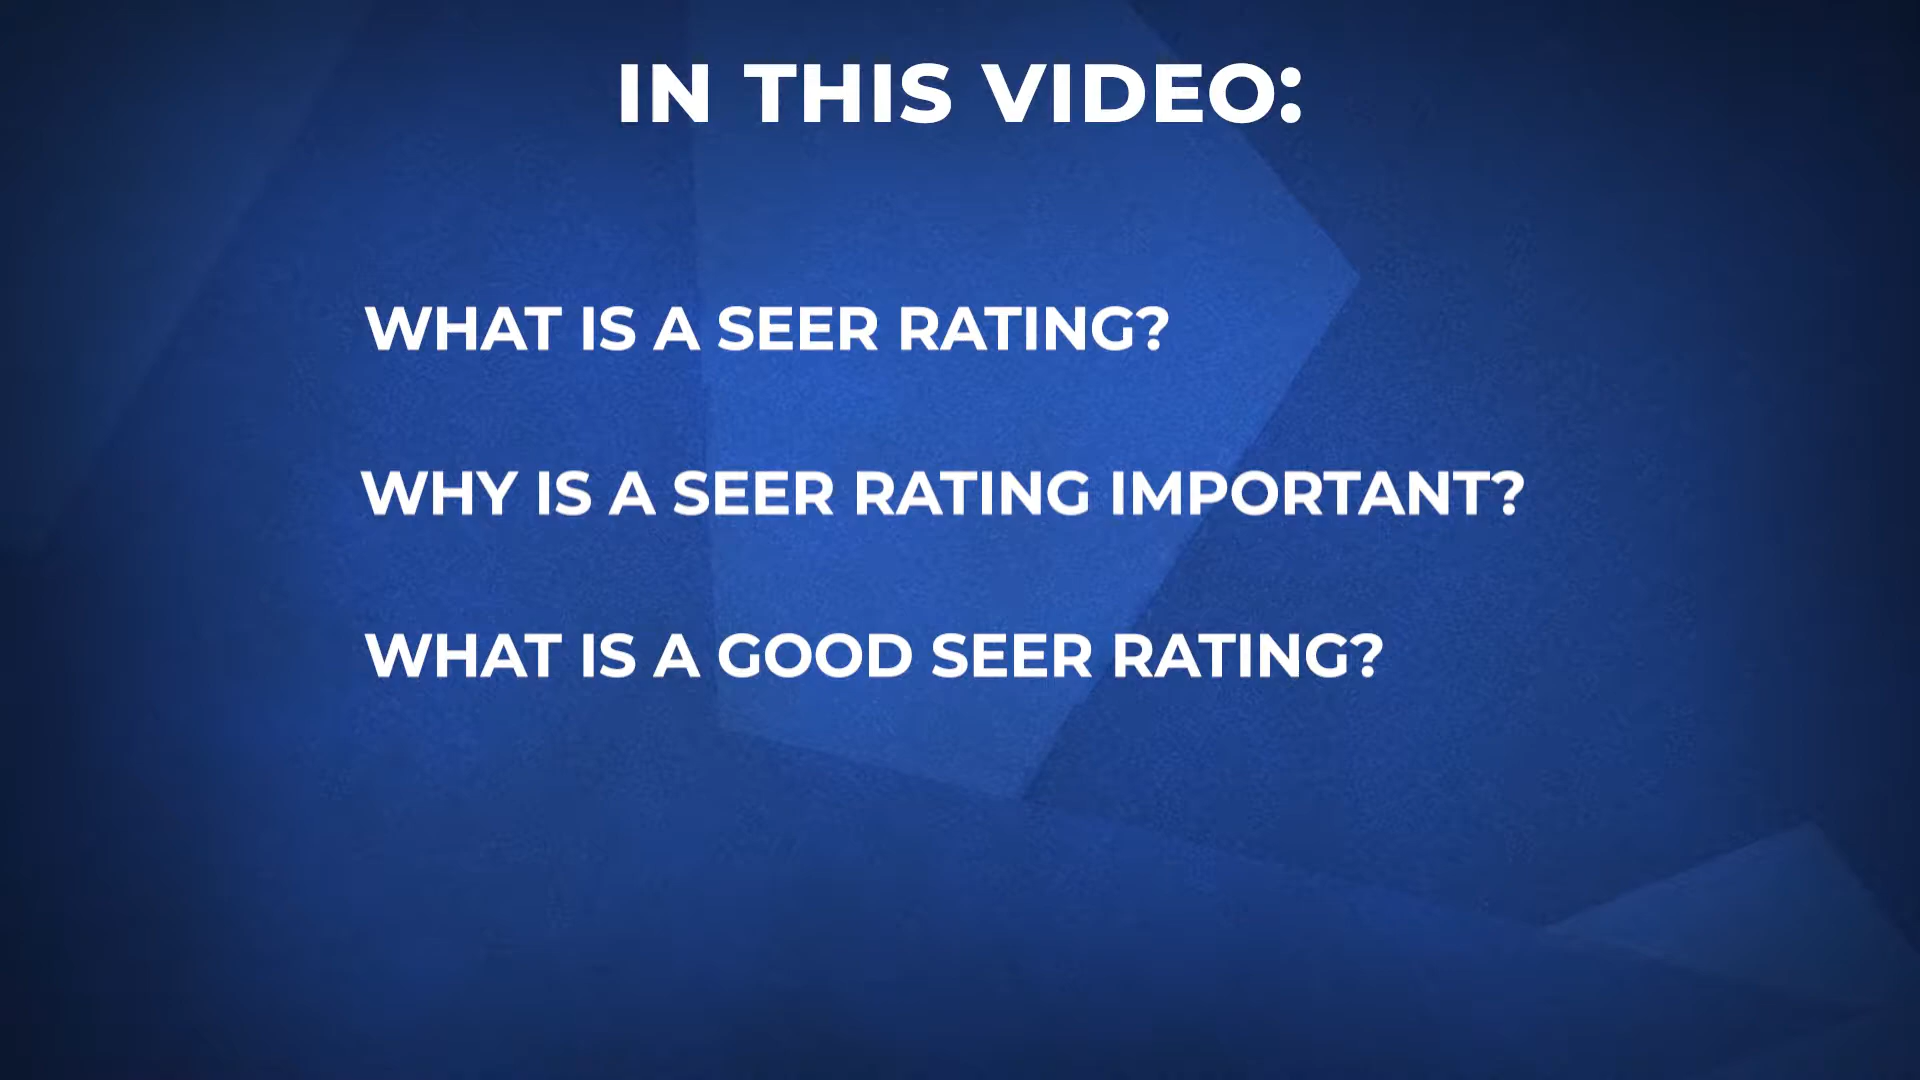 IN THIS VIDEO:
WHAT IS A SEER RATING?
WHY IS A SEER RATING IMPORTANT?
WHAT IS A GOOD SEER RATING?